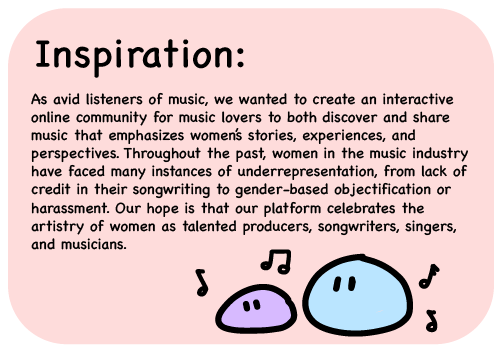 Inspiration:
As avid listeners of music, we wanted to create an interactive
online community for music lovers to both discover and share
music that emphasizes women's stories, experiences, and
perspectives. Throughout the past, women in the music industry
have faced many instances of underrepresentation, from lack of
credit in their songwriting to gender-based objectification or
harassment. Our hope is that our platform celebrates the
artistry of women as talented producers, songwriters, singers,
and musicians.